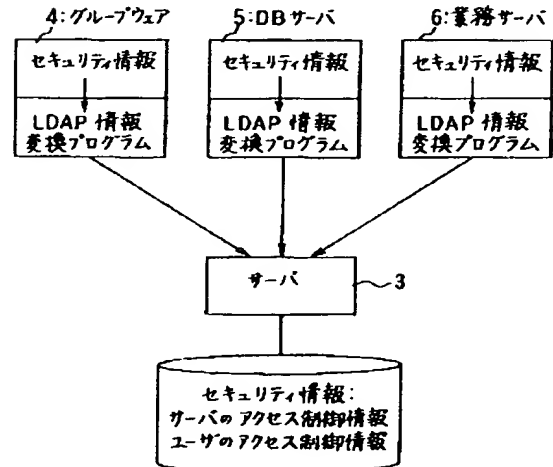 4:グループウェア
セキュリティ情報
LDAP 情報
変換プログラム
5:DBサーバ
セキュリティ情報
LDAP 情報
変換プログラム
6:業務サーバ
セキュリティ情報
LDAP 情報
変換プログラム
サーバ
3
セキュリティ情報:
サーバのアクセス制御情報
ユーザのアクセス制御情報